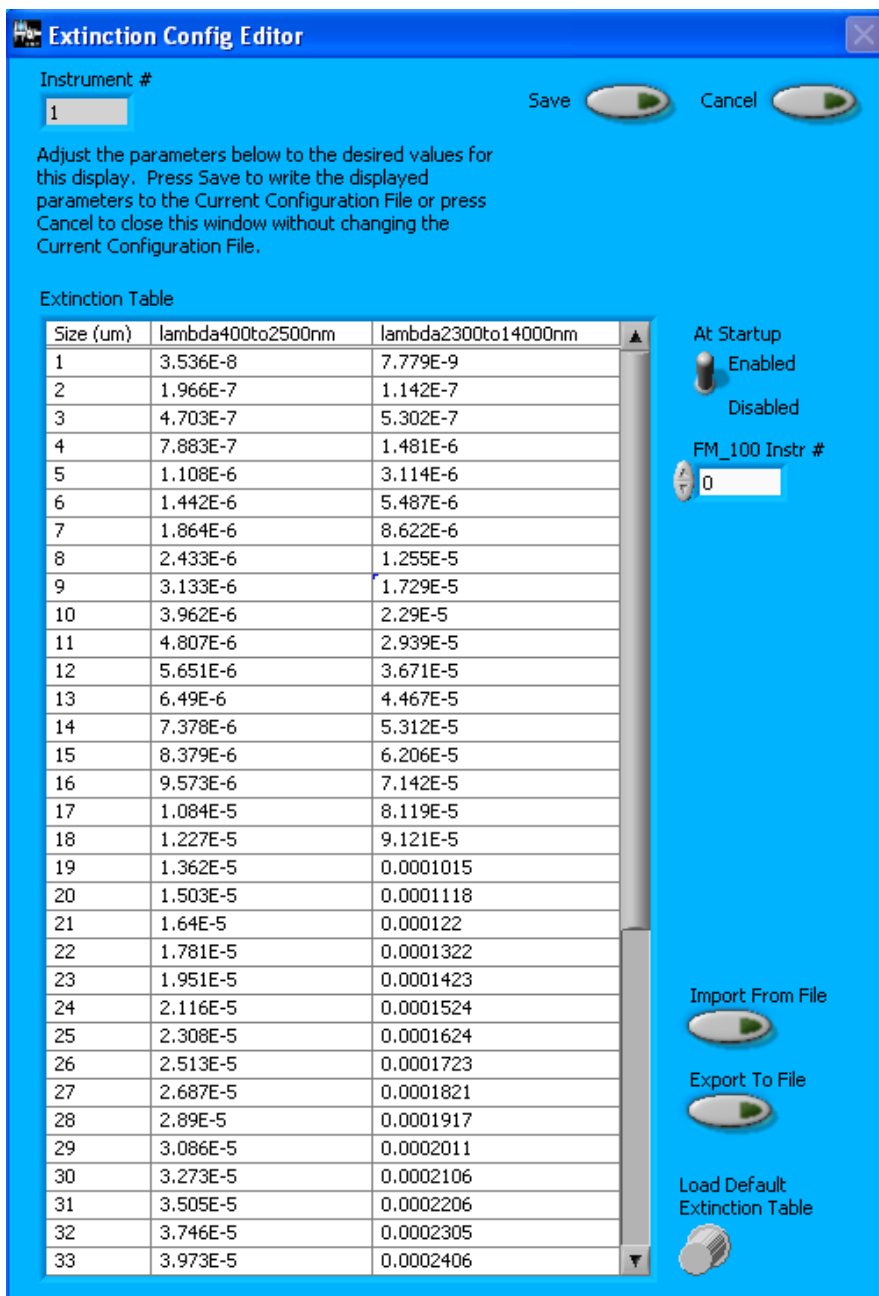 Extinction Config Editor
Instrument #
1
Save
Cancel
Adjust the parameters below to the desired values for
this display. Press Save to write the displayed
parameters to the Current Configuration File or press
Cancel to close this window without changing the
Current Configuration File.
Extinction Table
Size (um) lambda400to2500nm lambda2300to14000nm
1 3.536E-8 7.779E-9
2 1.966E-7 1.142E-7
3 4.703E-7 5.302E-7
4 7.883E-7 1.481E-6
5 1.108E-6 3.114E-6
6 1.442E-6 5.487E-6
7 1.864E-6 8.622E-6
8 2.433E-6 1.255E-5
9 3.133E-6 1.729E-5
10 3.962E-6 2.29E-5
11 4.807E-6 2.939E-5
12 5.651E-6 3.671E-5
13 6.49E-6 4.467E-5
14 7.378E-6 5.312E-5
15 8.379E-6 6.206E-5
16 9.573E-6 7.142E-5
17 1.084E-5 8.119E-5
18 1.227E-5 9.121E-5
19 1.362E-5 0.0001015
20 1.503E-5 0.0001118
21 1.64E-5 0.000122
22 1.781E-5 0.0001322
23 1.951E-5 0.0001423
24 2.116E-5 0.0001524
25 2.308E-5 0.0001624
26 2.513E-5 0.0001723
27 2.687E-5 0.0001821
28 2.89E-5 0.0001917
29 3.086E-5 0.0002011
30 3.273E-5 0.0002106
31 3.505E-5 0.0002206
32 3.746E-5 0.0002305
33 3.973E-5 0.0002406
At Startup
Enabled
Disabled
FM_100 Instr #
0
Import From File
Export To File
Load Default
Extinction Table